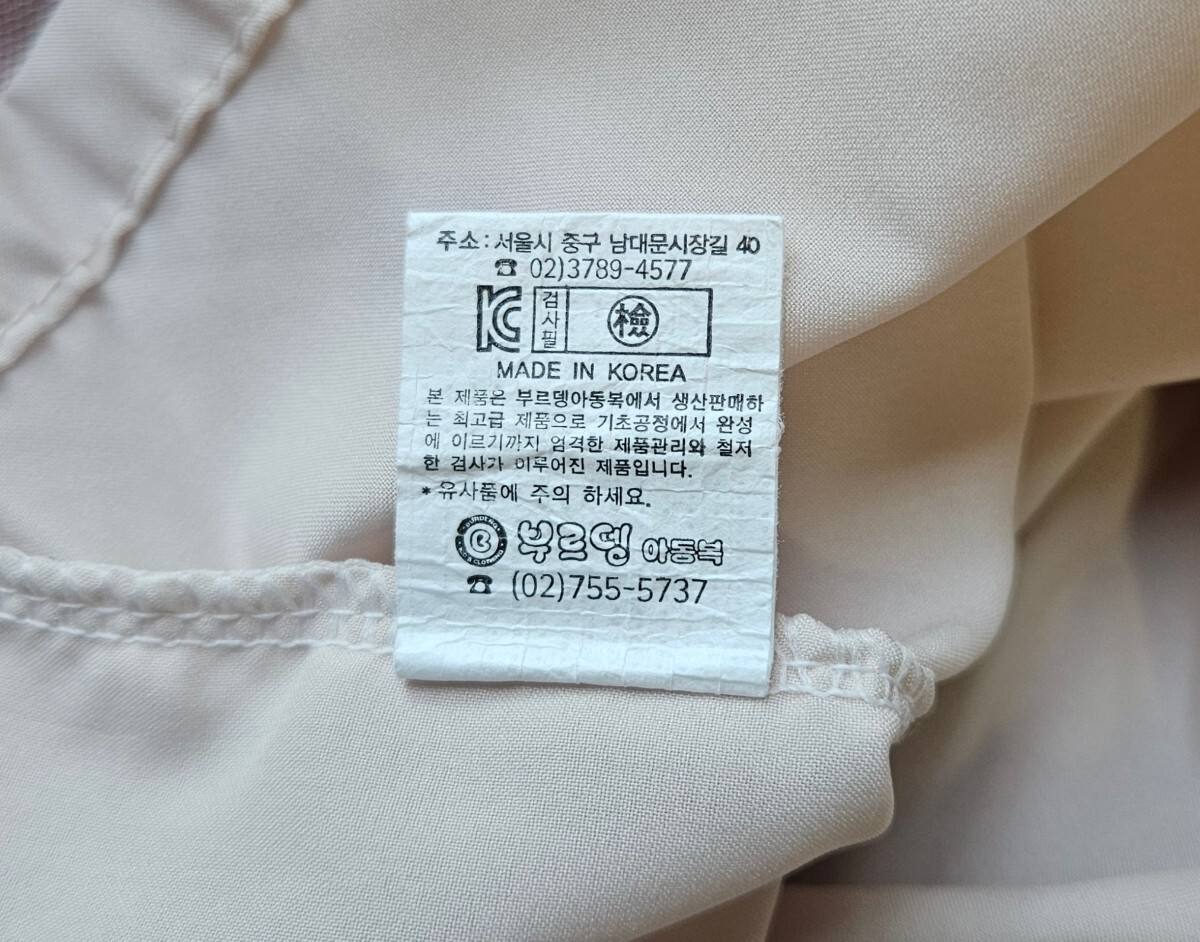 주소 : 서울시 중구 남대문시장길 40
☎ 02)3789-4577
KC 검사필 檢
MADE IN KOREA
본 제품은 부르뎅아동복에서 생산판매하
는 최고급 제품으로 기초공정에서 완성
에 이르기까지 엄격한 제품관리와 철저
한 검사가 이루어진 제품입니다.
* 유사품에 주의 하세요.
BURDENG B CLOTHING 부르뎅 아동복
☎ (02)755-5737